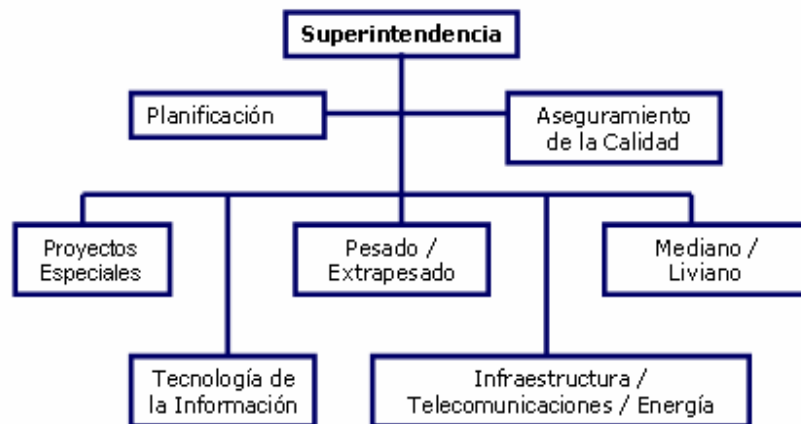 Superintendencia
Planificación
Aseguramiento
de la Calidad
Proyectos
Especiales
Pesado /
Extrapesado
Mediano /
Liviano
Tecnología de
la Información
Infraestructura /
Telecomunicaciones / Energía